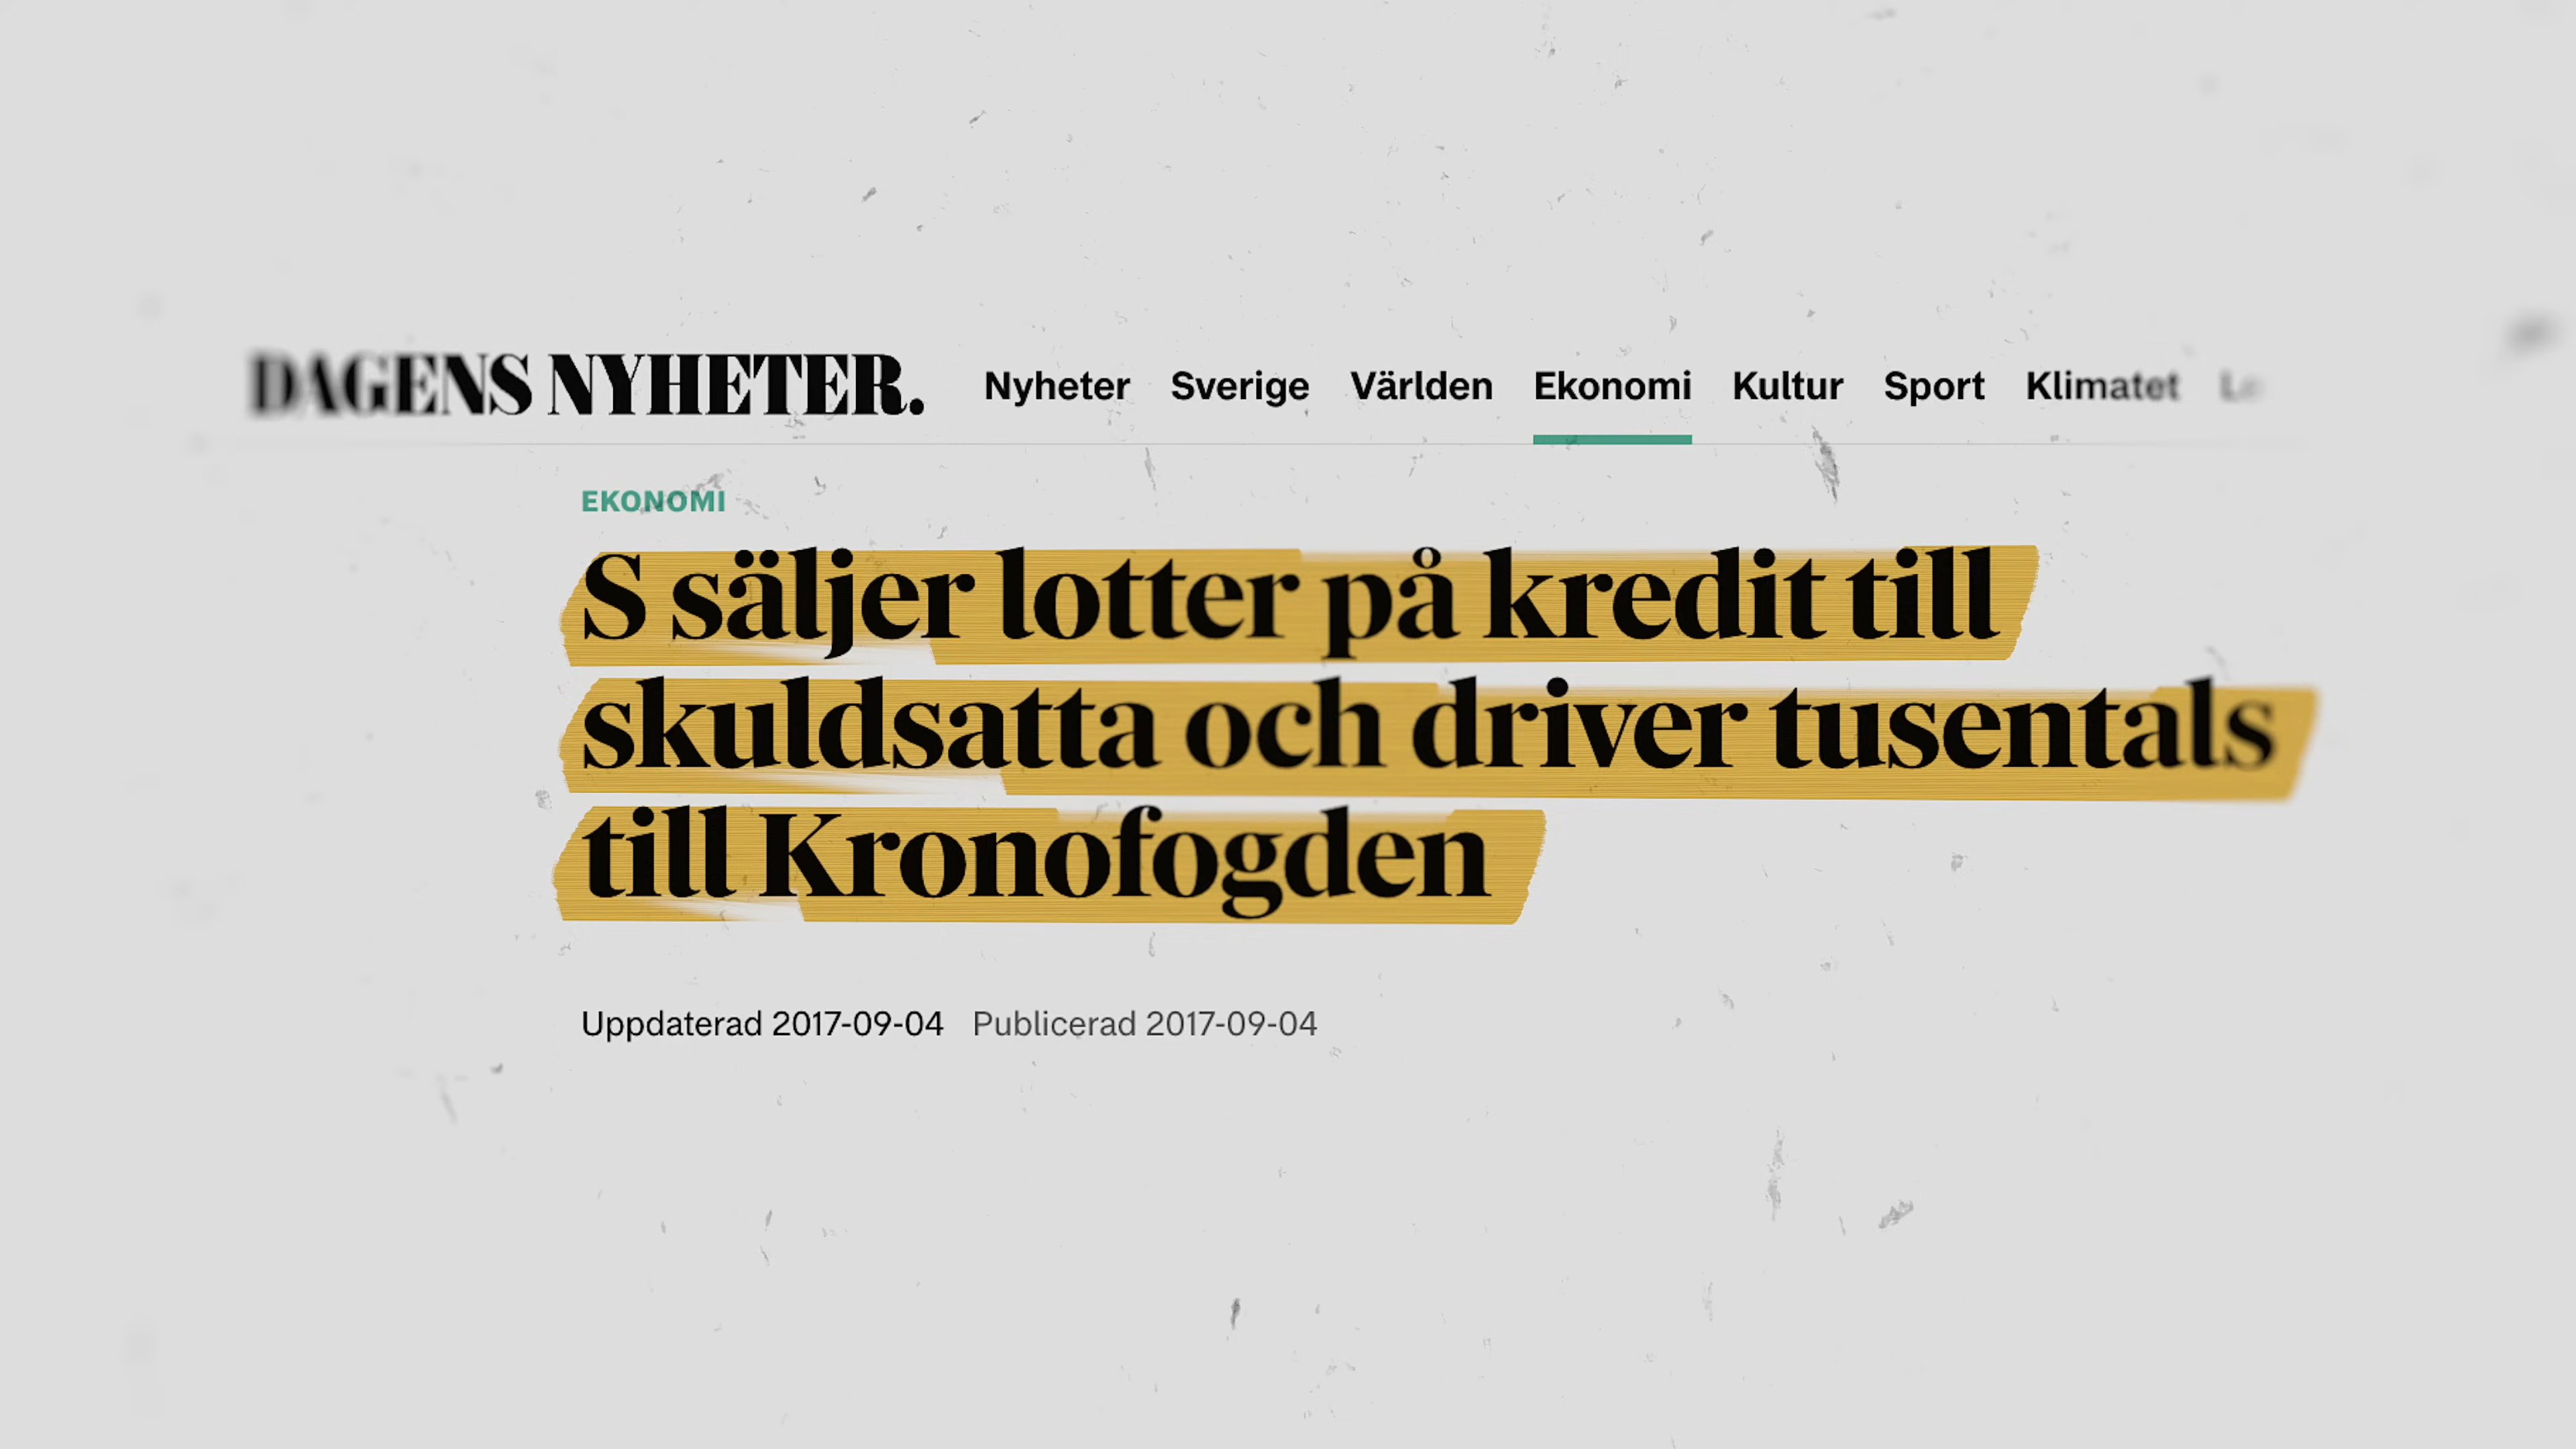 DAGENS NYHETER. Nyheter Sverige Världen Ekonomi Kultur Sport Klimatet
EKONOMI
S säljer lotter på kredit till
skuldsatta och driver tusentals
till Kronofogden
Uppdaterad 2017-09-04 Publicerad 2017-09-04